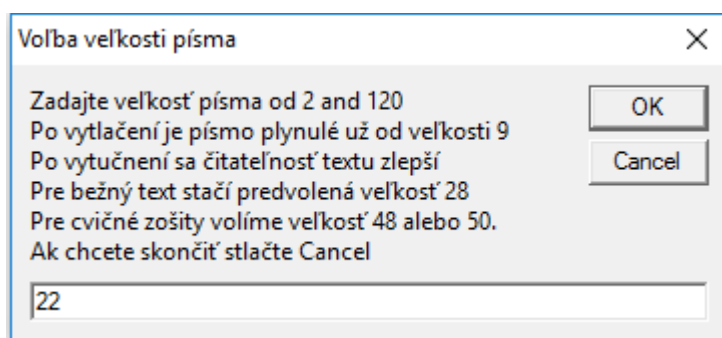 Voľba veľkosti písma
Zadajte veľkosť písma od 2 and 120
Po vytlačení je písmo plynulé už od veľkosti 9
Po vytučnení sa čitateľnosť textu zlepší
Pre bežný text stačí predvolená veľkosť 28
Pre cvičné zošity volíme veľkosť 48 alebo 50.
Ak chcete skončiť stlačte Cancel
OK
Cancel
22